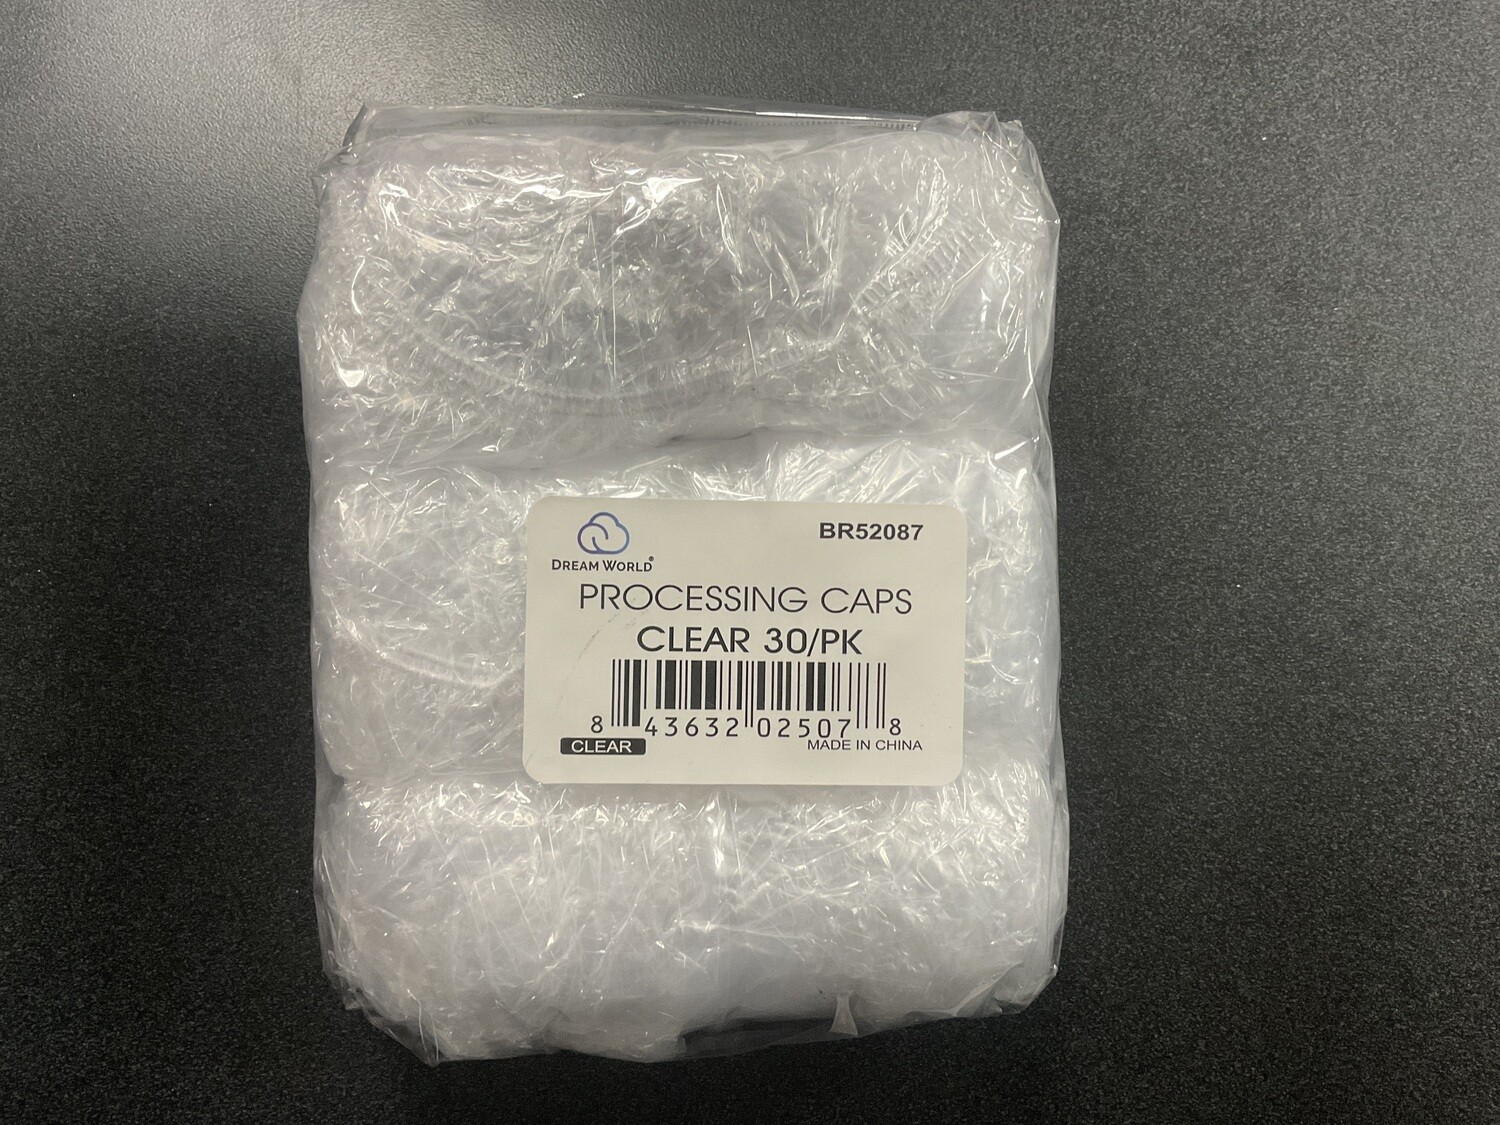 BR52087
DREAM WORLD®
PROCESSING CAPS
CLEAR 30/PK
8 43632 02507 8
CLEAR
MADE IN CHINA